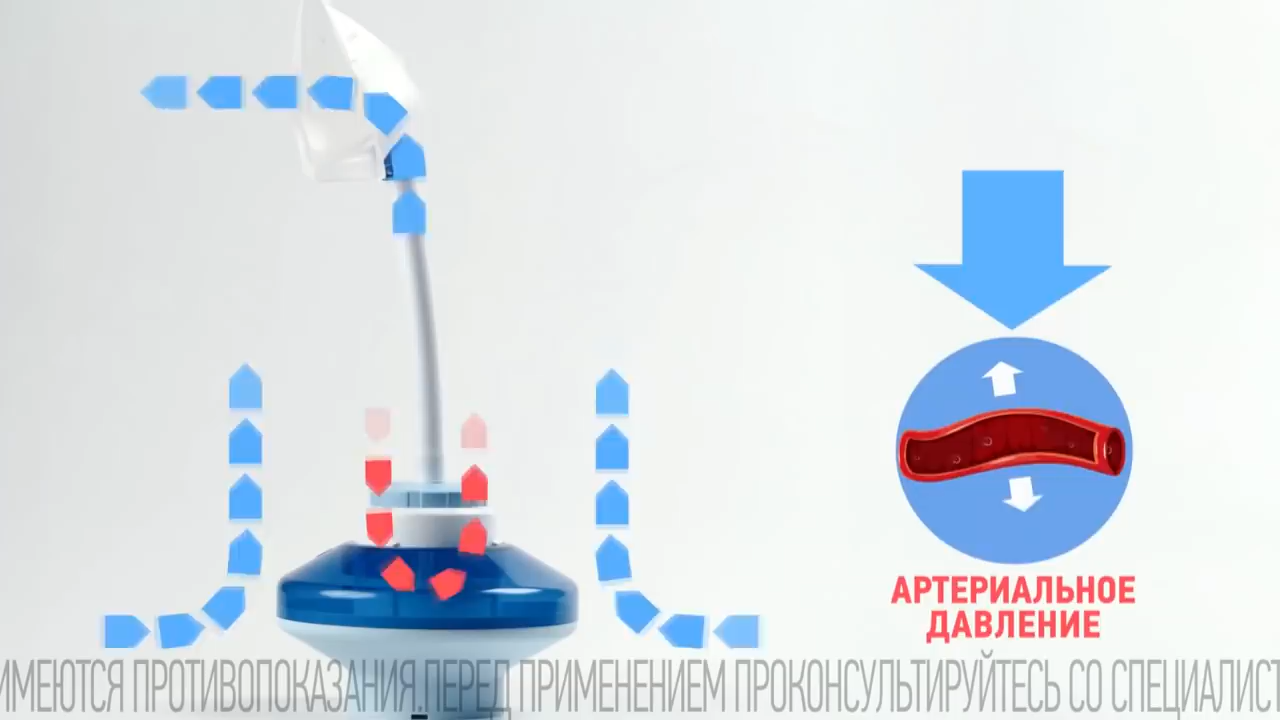 АРТЕРИАЛЬНОЕ
ДАВЛЕНИЕ
ИМЕЮТСЯ ПРОТИВОПОКАЗАНИЯ. ПЕРЕД ПРИМЕНЕНИЕМ ПРОКОНСУЛЬТИРУЙТЕСЬ СО СПЕЦИАЛИСТ